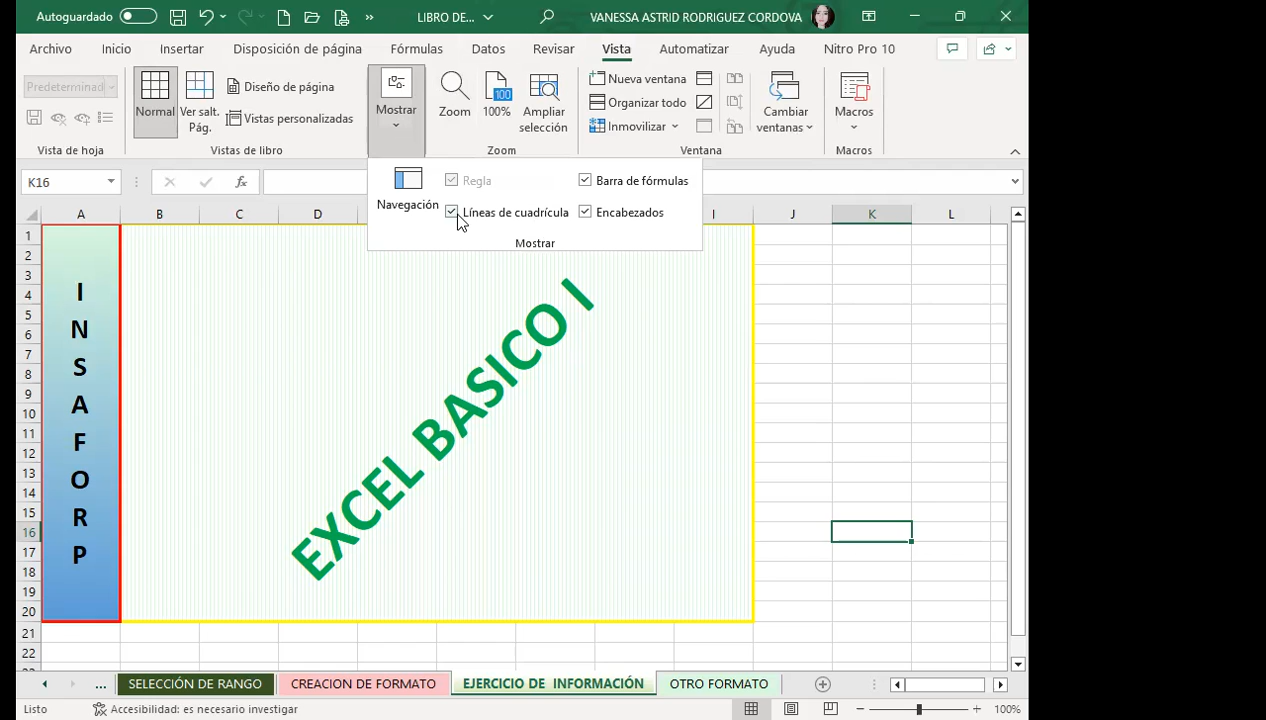 Autoguardado
LIBRO DE...
VANESSA ASTRID RODRIGUEZ CORDOVA
Archivo Inicio Insertar Disposición de página Fórmulas Datos Revisar Vista Automatizar Ayuda Nitro Pro 10
Predeterminad
Vista de hoja
Normal
Ver salt. Pág.
Diseño de página
Vistas personalizadas
Vistas de libro
Mostrar
Zoom
100
100%
Ampliar selección
Zoom
Nueva ventana
Organizar todo
Inmovilizar
Cambiar ventanas
Ventana
Macros
Macros
K16
fx
Navegación
Regla
Barra de fórmulas
Líneas de cuadrícula
Encabezados
Mostrar
A B C D I J K L
1
2
3
4
5
6
7
8
9
10
11
12
13
14
15
16
17
18
19
20
21
22
I
N
S
A
F
O
R
P
EXCEL BASICO I
... SELECCIÓN DE RANGO CREACION DE FORMATO EJERCICIO DE INFORMACIÓN OTRO FORMATO
Listo Accesibilidad: es necesario investigar 100%